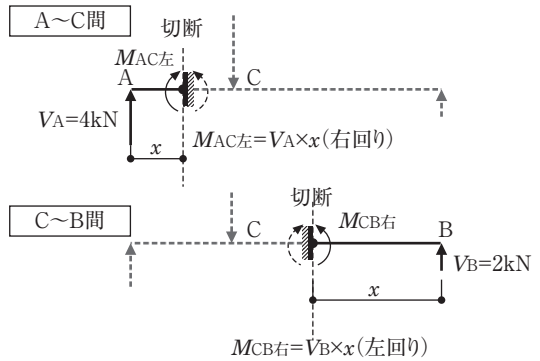 A～C間
切断
MAC左
A
C
VA=4kN
x
MAC左=VA×x(右回り)
C～B間
切断
C
MCB右
B
VB=2kN
x
MCB右=VB×x(左回り)